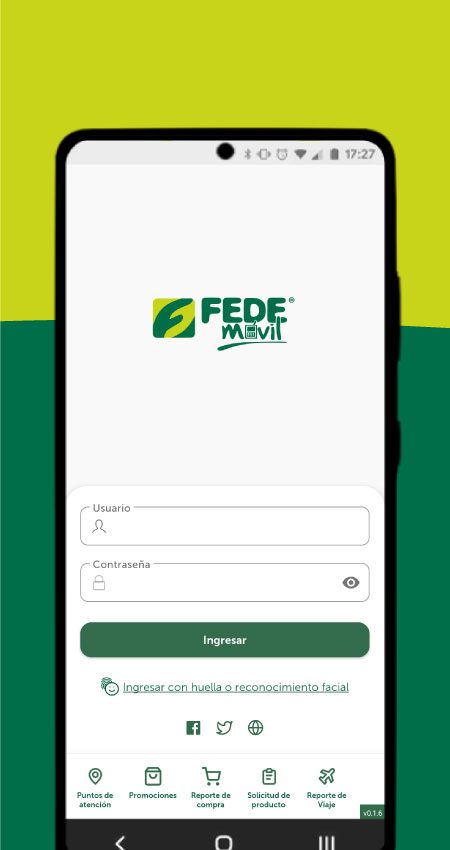 17:27
FEDE®
móvil
Usuario
Contraseña
Ingresar
Ingresar con huella o reconocimiento facial
Puntos de
atención
Promociones
Reporte de
compra
Solicitud de
producto
Reporte de
Viaje
v0.1.6